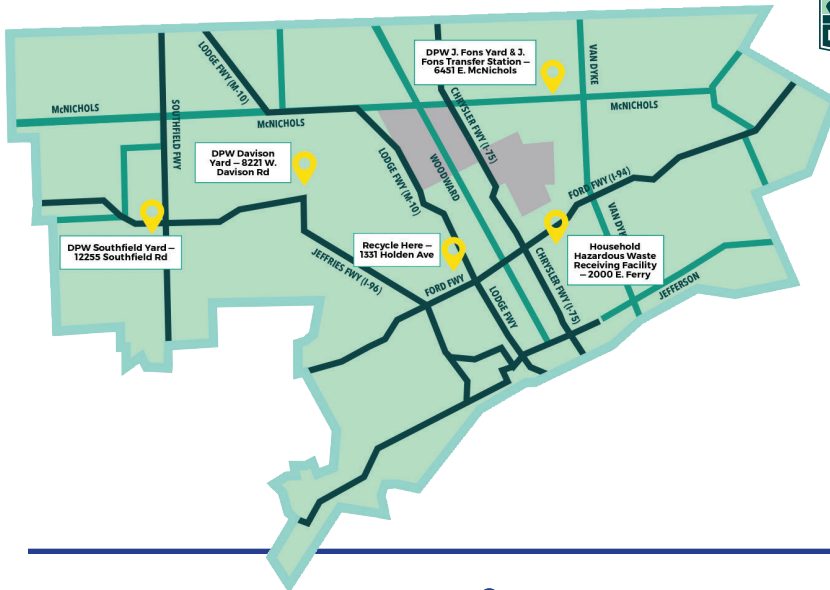 LODGE FWY (M-10)
DPW J. Fons Yard & J.
Fons Transfer Station –
6451 E. McNichols
VAN DYKE
McNICHOLS
SOUTHFIELD FWY
McNICHOLS
CHRYSLER FWY (I-75)
McNICHOLS
DPW Davison
Yard – 8221 W.
Davison Rd
LODGE FWY (M-10)
WOODWARD
FORD FWY (I-94)
VAN DYKE
DPW Southfield Yard –
12255 Southfield Rd
JEFFRIES FWY (I-96)
Recycle Here –
1331 Holden Ave
FORD FWY
LODGE FWY
CHRYSLER FWY (I-75)
Household
Hazardous Waste
Receiving Facility
– 2000 E. Ferry
JEFFERSON